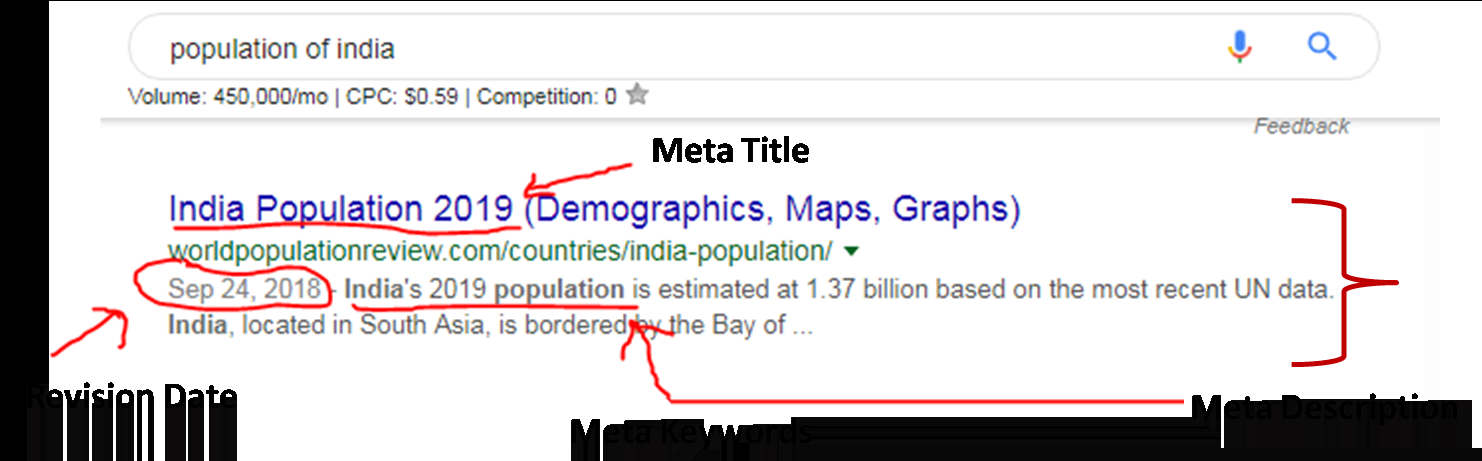 population of india
Volume: 450,000/mo | CPC: $0.59 | Competition: 0
Feedback
Meta Title
India Population 2019 (Demographics, Maps, Graphs)
worldpopulationreview.com/countries/india-population/
Sep 24, 2018 - India's 2019 population is estimated at 1.37 billion based on the most recent UN data.
India, located in South Asia, is bordered by the Bay of ...
Revision Date
Meta Description
Meta Keywords